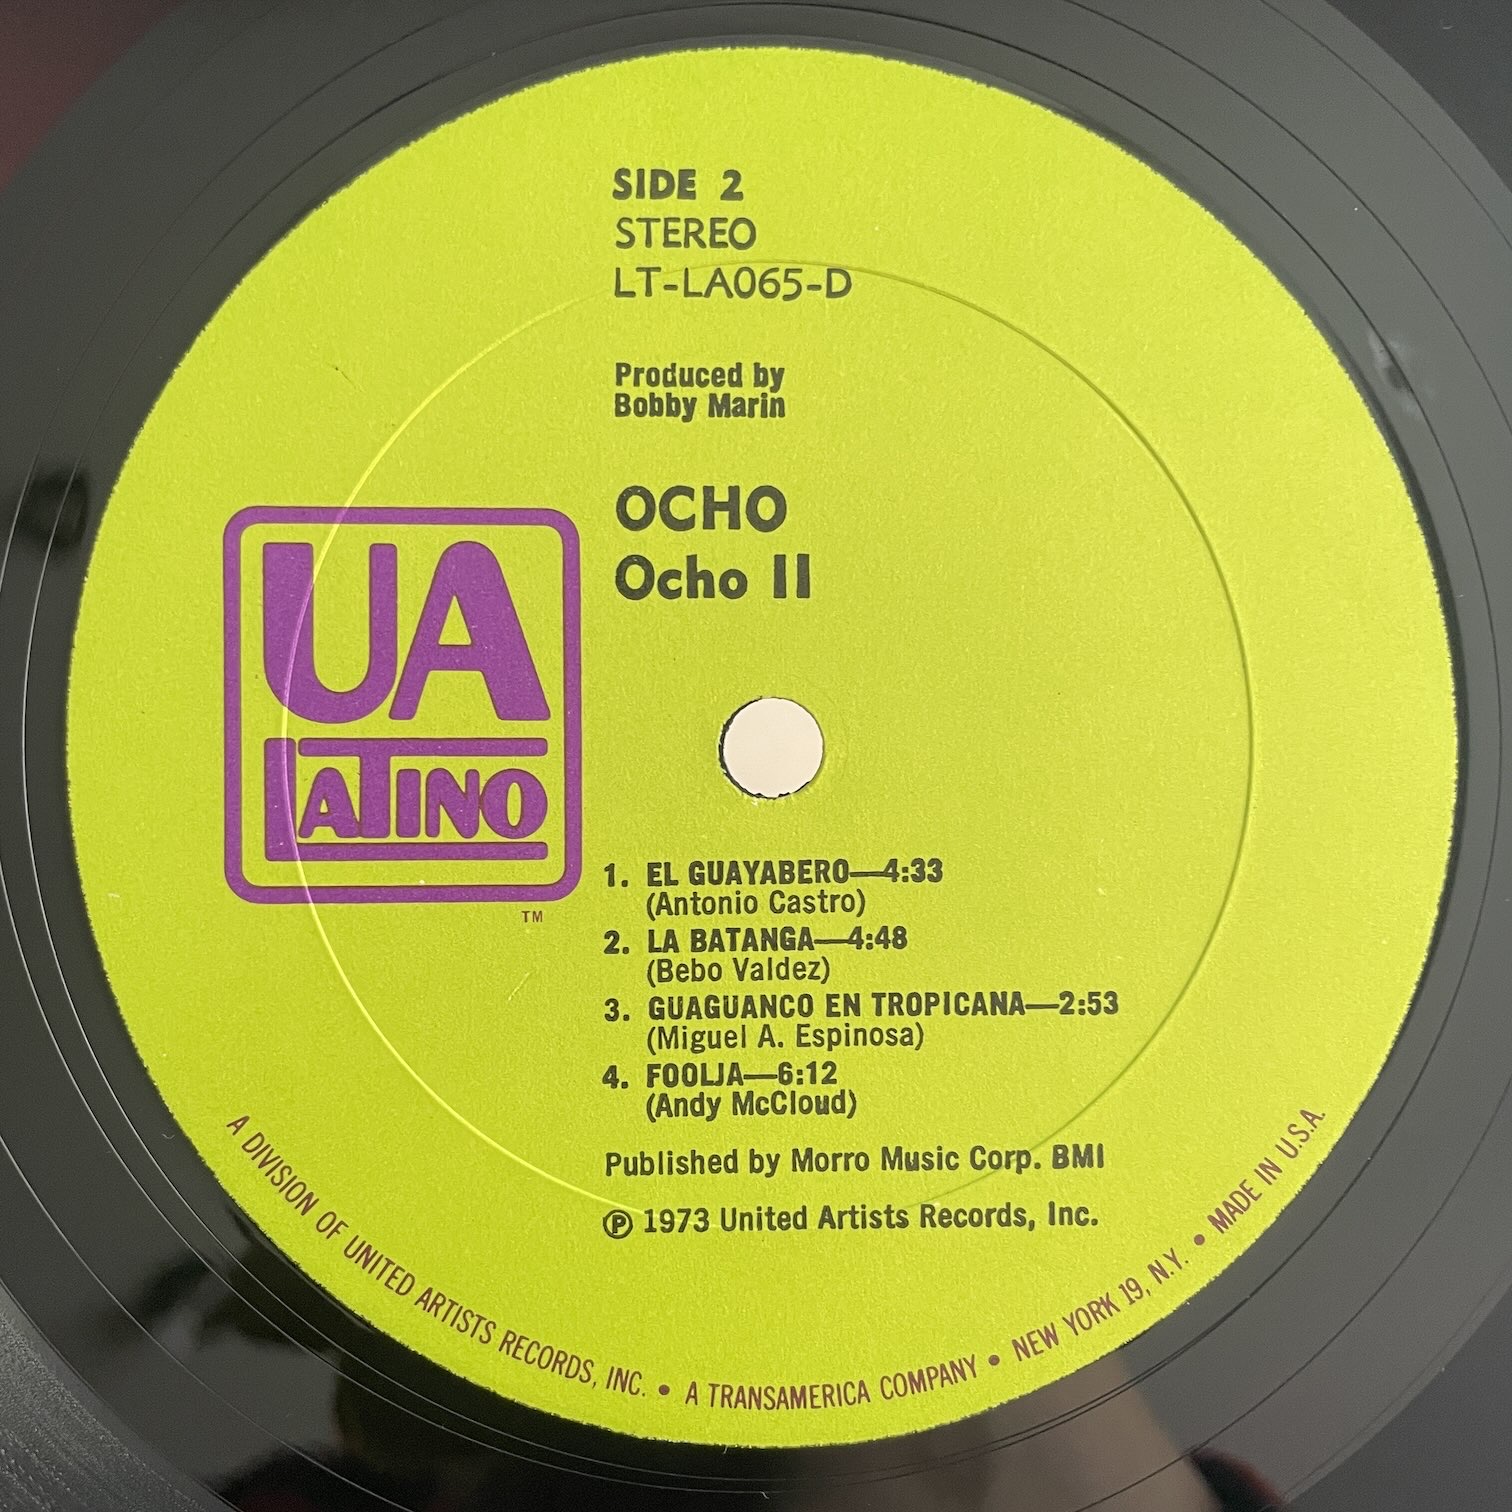 SIDE 2
STEREO
LT-LA065-D
Produced by
Bobby Marin
OCHO
Ocho II
UA
LATINO
TM
1. EL GUAYABERO—4:33
(Antonio Castro)
2. LA BATANGA—4:48
(Bebo Valdez)
3. GUAGUANCO EN TROPICANA—2:53
(Miguel A. Espinosa)
4. FOOLJA—6:12
(Andy McCloud)
Published by Morro Music Corp. BMI
℗ 1973 United Artists Records, Inc.
A DIVISION OF UNITED ARTISTS RECORDS, INC. • A TRANSAMERICA COMPANY • NEW YORK 19, N.Y. • MADE IN U.S.A.